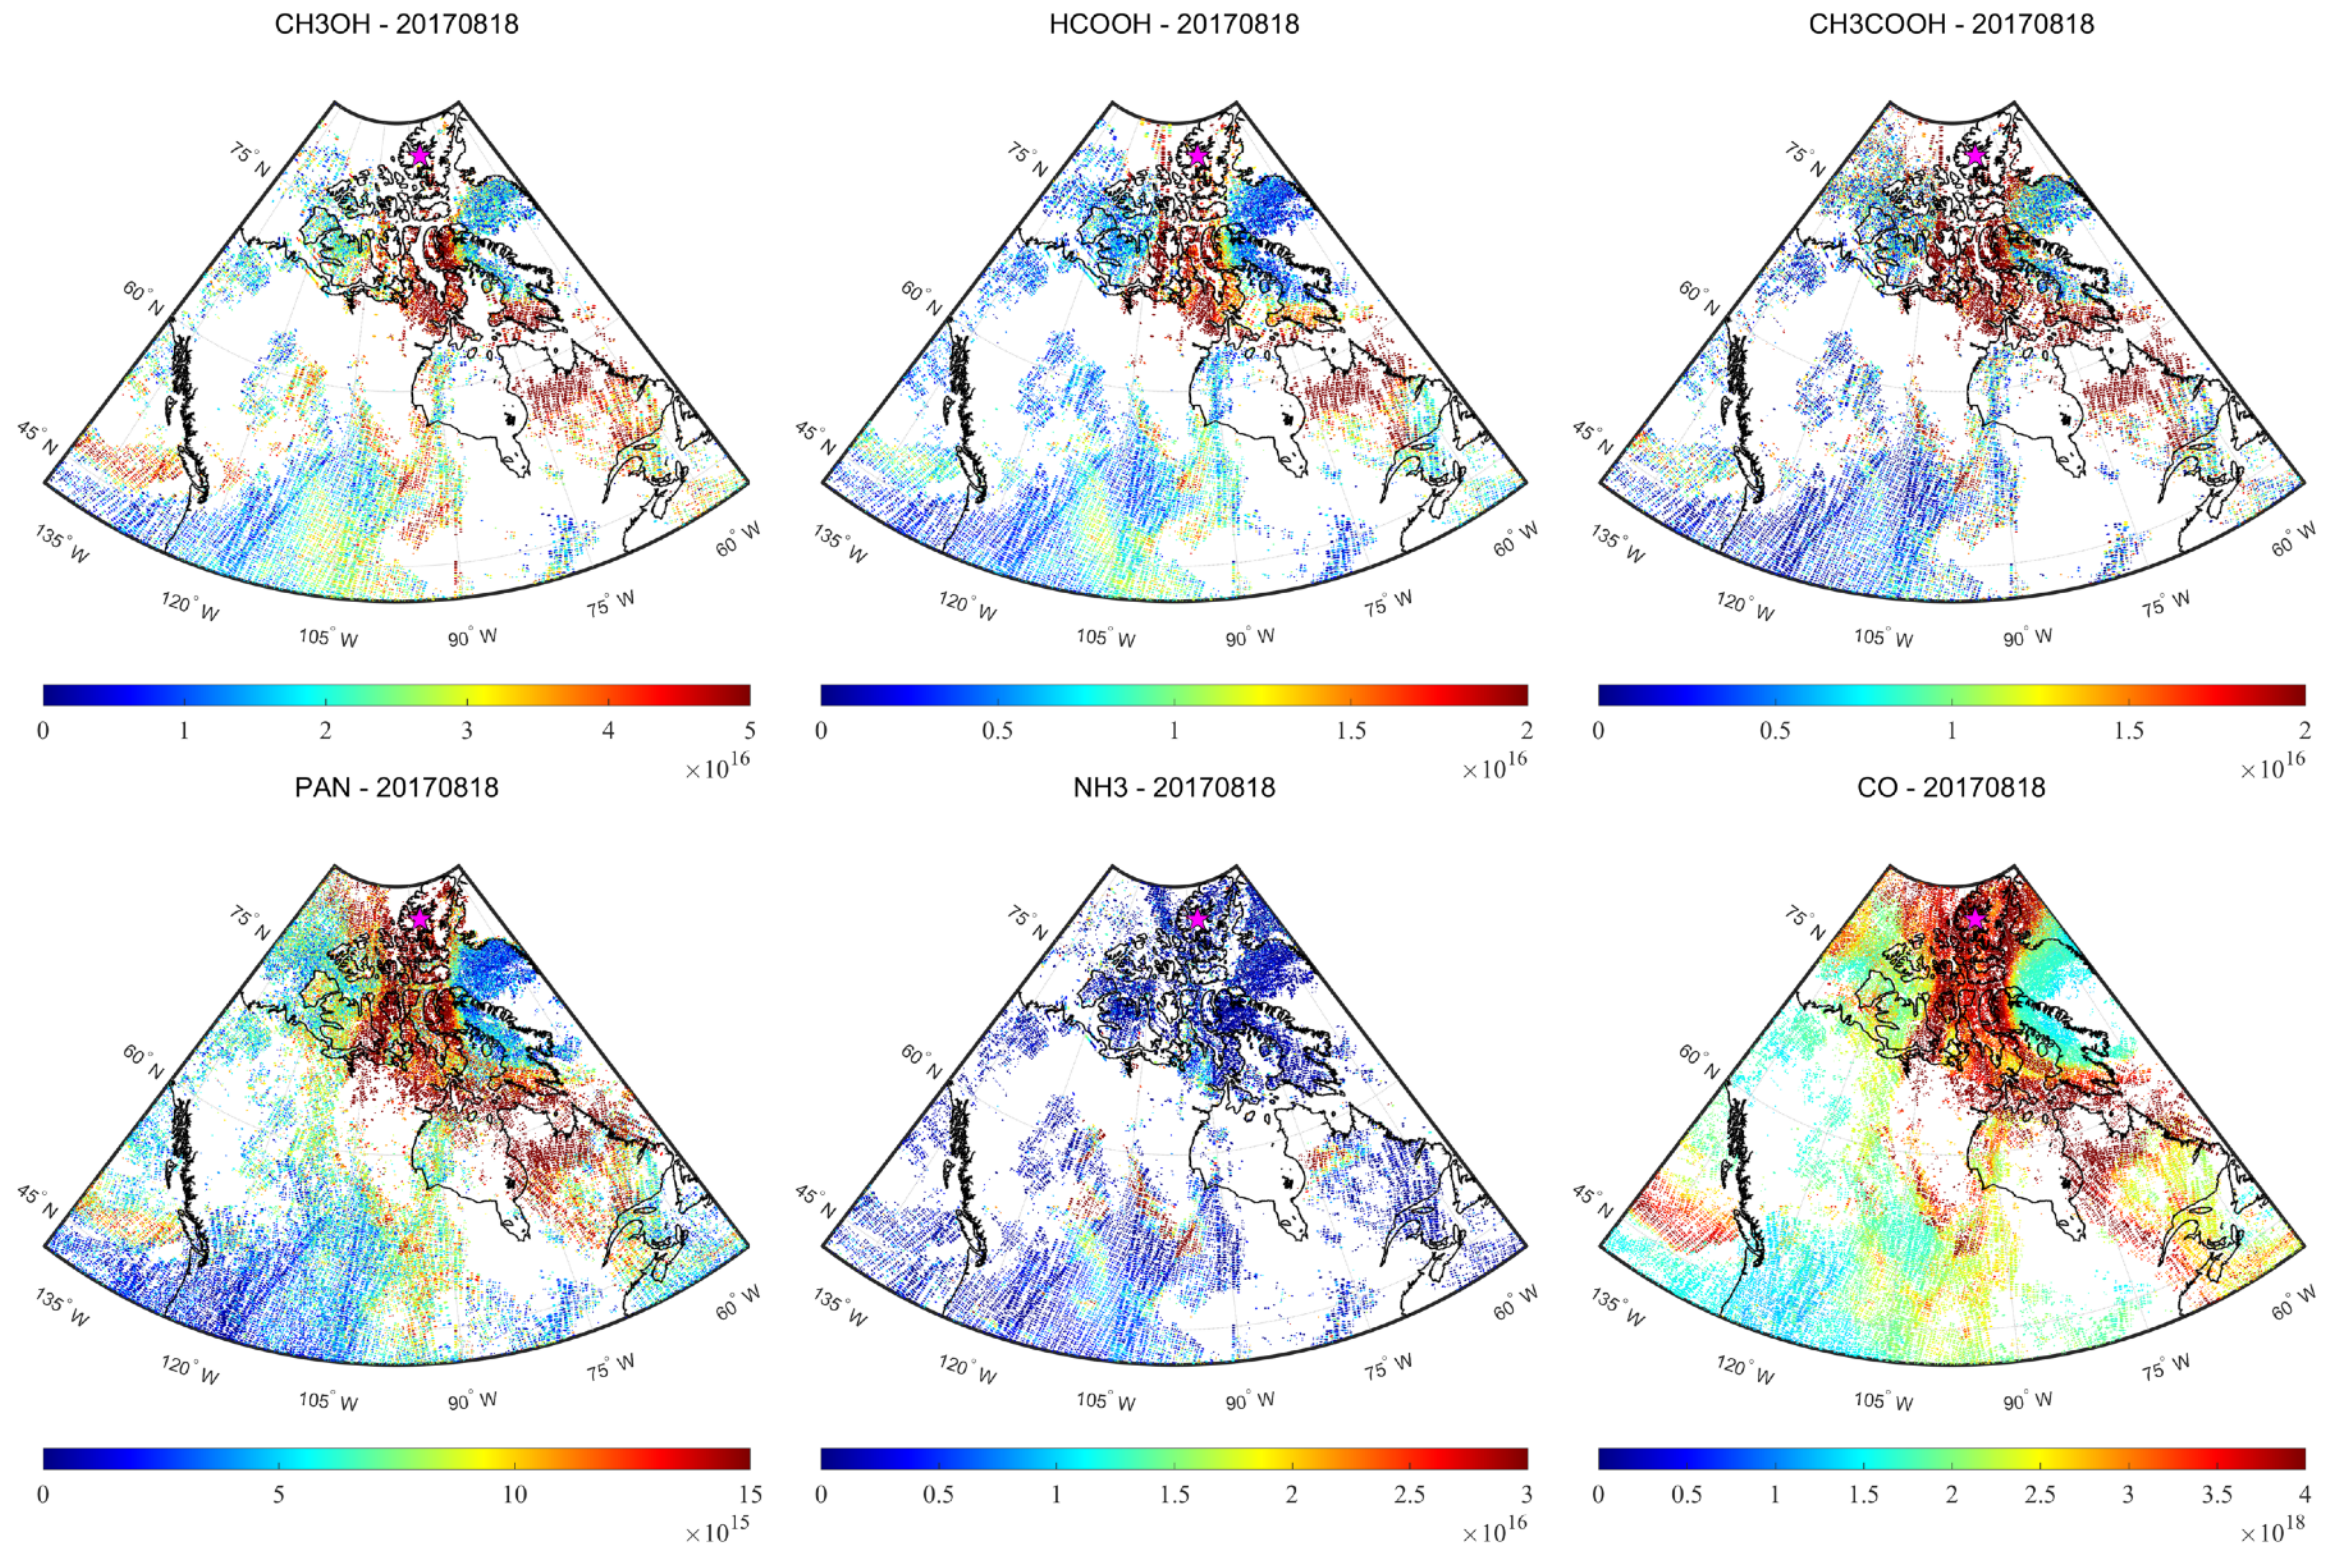 CH3OH - 20170818
HCOOH - 20170818
CH3COOH - 20170818
75° N
60° N
45° N
135° W
120° W
105° W
90° W
75° W
60° W
75° N
60° N
45° N
135° W
120° W
105° W
90° W
75° W
60° W
75° N
60° N
45° N
135° W
120° W
105° W
90° W
75° W
60° W
0 1 2 3 4 5
×10^16
0 0.5 1 1.5 2
×10^16
0 0.5 1 1.5 2
×10^16
PAN - 20170818
NH3 - 20170818
CO - 20170818
75° N
60° N
45° N
135° W
120° W
105° W
90° W
75° W
60° W
75° N
60° N
45° N
135° W
120° W
105° W
90° W
75° W
60° W
75° N
60° N
45° N
135° W
120° W
105° W
90° W
75° W
60° W
0 5 10 15
×10^15
0 0.5 1 1.5 2 2.5 3
×10^16
0 0.5 1 1.5 2 2.5 3 3.5 4
×10^18